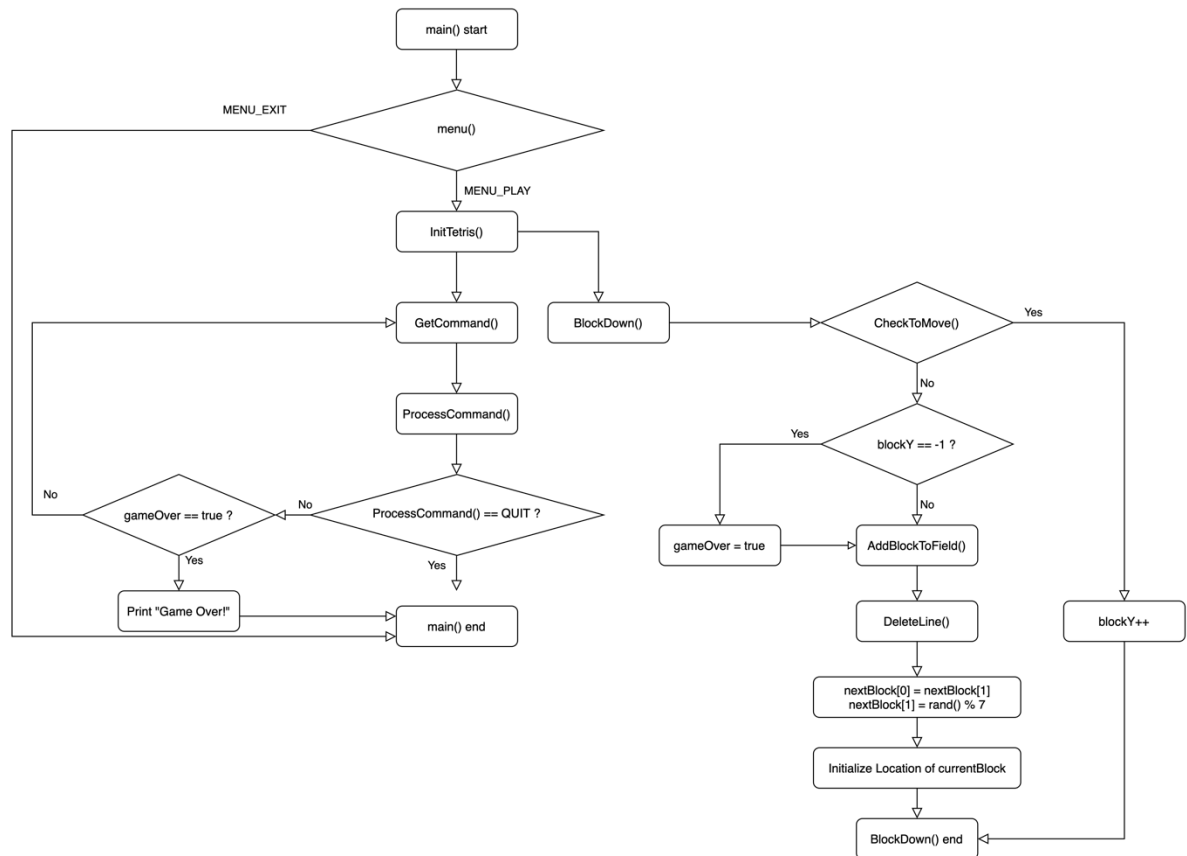 main() start
MENU_EXIT
menu()
MENU_PLAY
InitTetris()
GetCommand()
BlockDown()
CheckToMove()
Yes
No
ProcessCommand()
Yes
blockY == -1 ?
No
No
gameOver == true ?
No
ProcessCommand() == QUIT ?
Yes
Yes
gameOver = true
AddBlockToField()
Print "Game Over!"
main() end
DeleteLine()
blockY++
nextBlock[0] = nextBlock[1]
nextBlock[1] = rand() % 7
Initialize Location of currentBlock
BlockDown() end